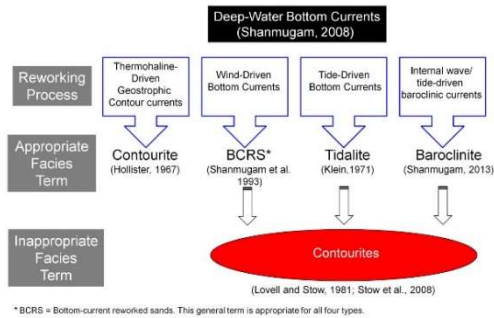 Deep-Water Bottom Currents
(Shanmugam, 2008)
Reworking
Process
Thermohaline-
Driven
Geostrophic
Contour currents
Wind-Driven
Bottom Currents
Tide-Driven
Bottom Currents
Internal wave/
tide-driven
baroclinic currents
Appropriate
Facies
Term
Contourite
(Hollister, 1967)
BCRS*
(Shanmugam et al.
1993)
Tidalite
(Klein,1971)
Baroclinite
(Shanmugam, 2013)
Inappropriate
Facies
Term
Contourites
(Lovell and Stow, 1981; Stow et al., 2008)
* BCRS = Bottom-current reworked sands. This general term is appropriate for all four types.